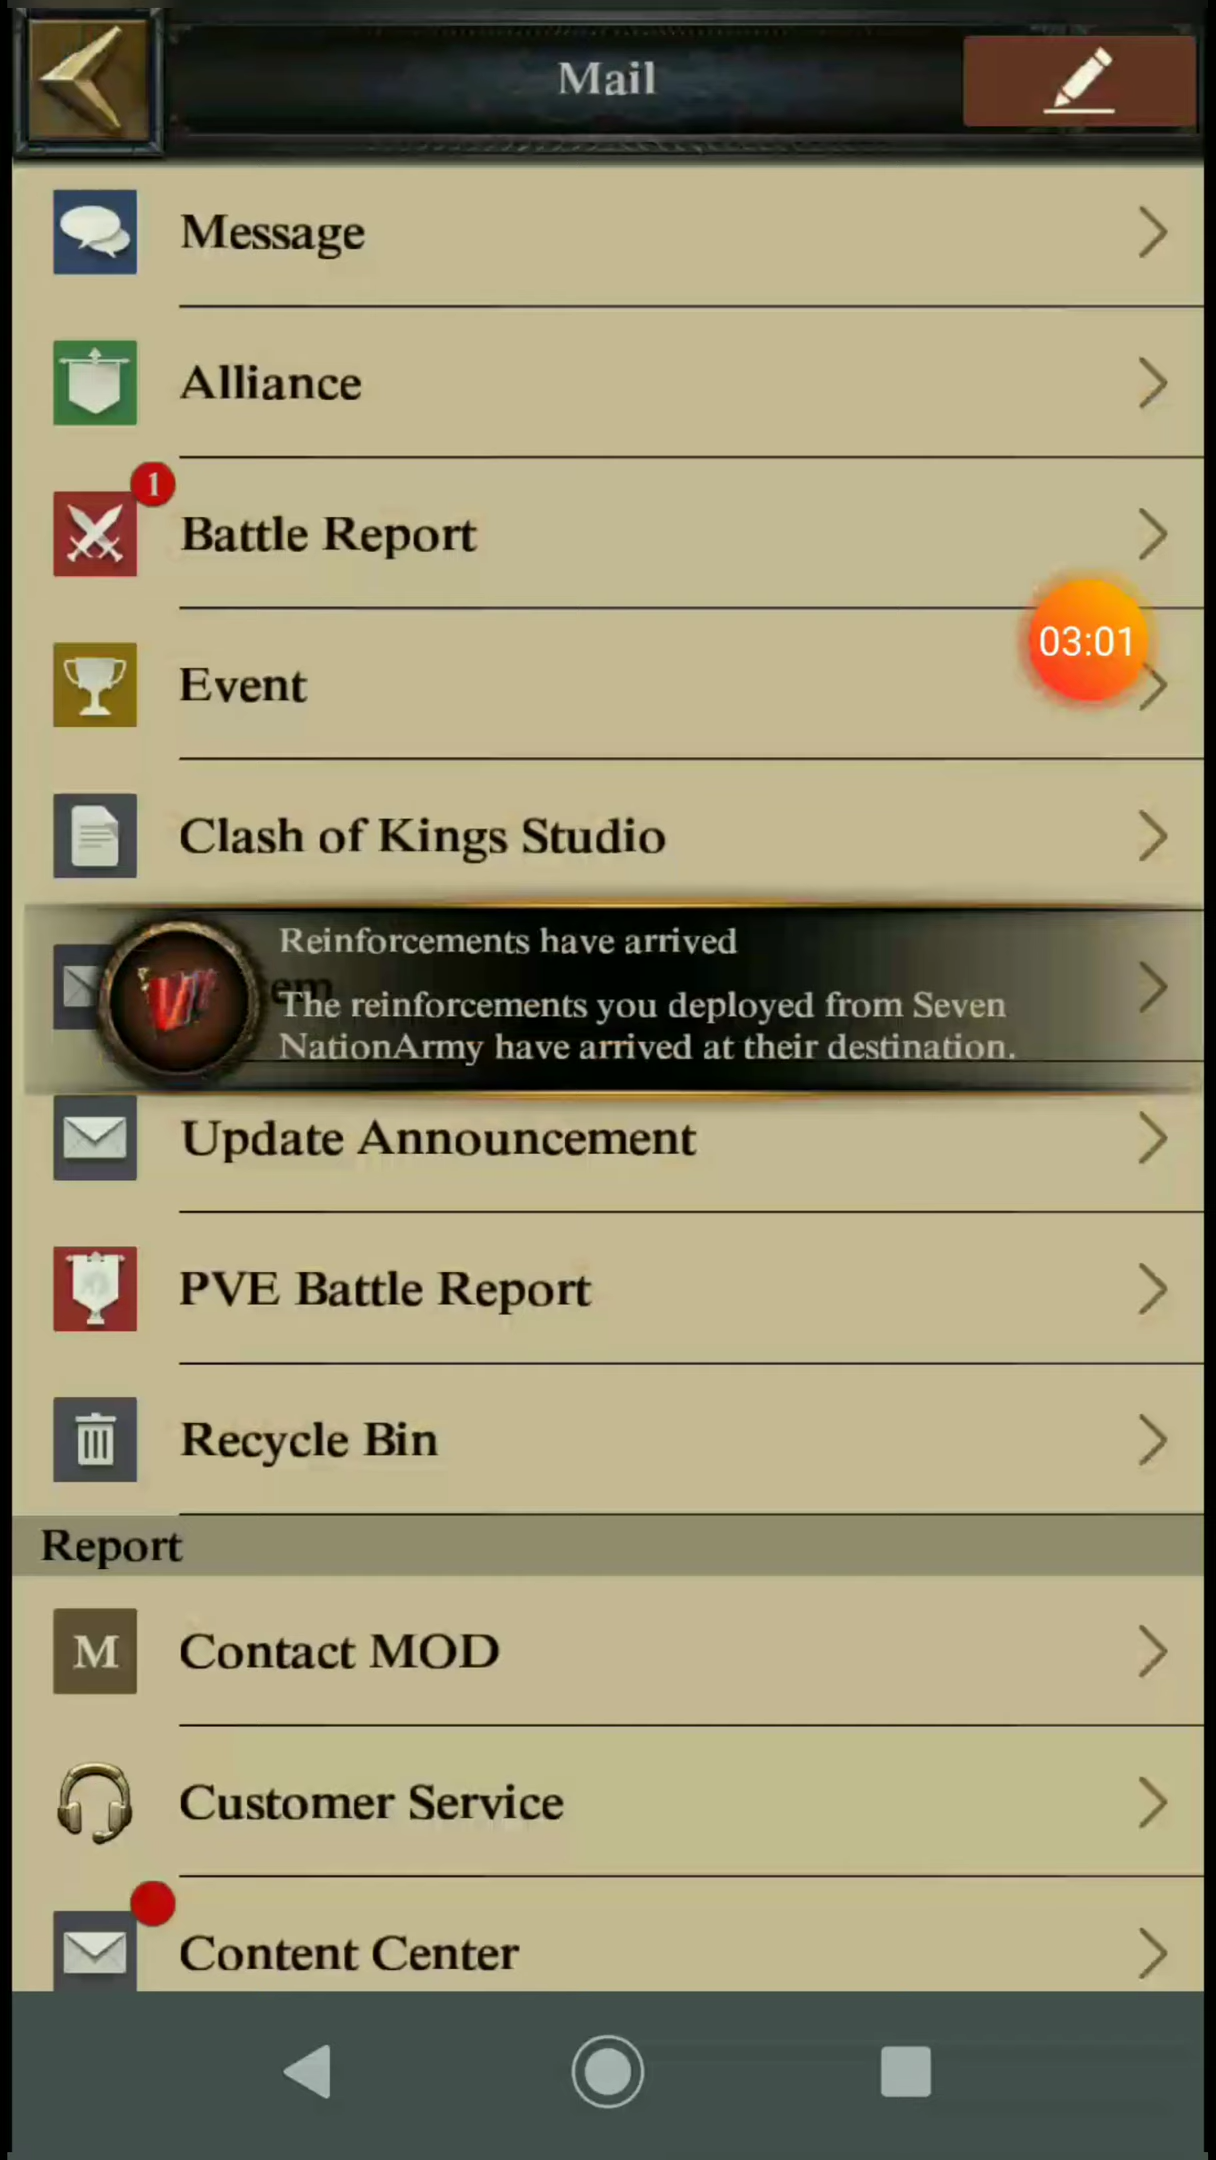 Mail
Message
Alliance
1
Battle Report
03:01
Event
Clash of Kings Studio
Reinforcements have arrived
The reinforcements you deployed from Seven
NationArmy have arrived at their destination.
Update Announcement
PVE Battle Report
Recycle Bin
Report
M
Contact MOD
Customer Service
Content Center